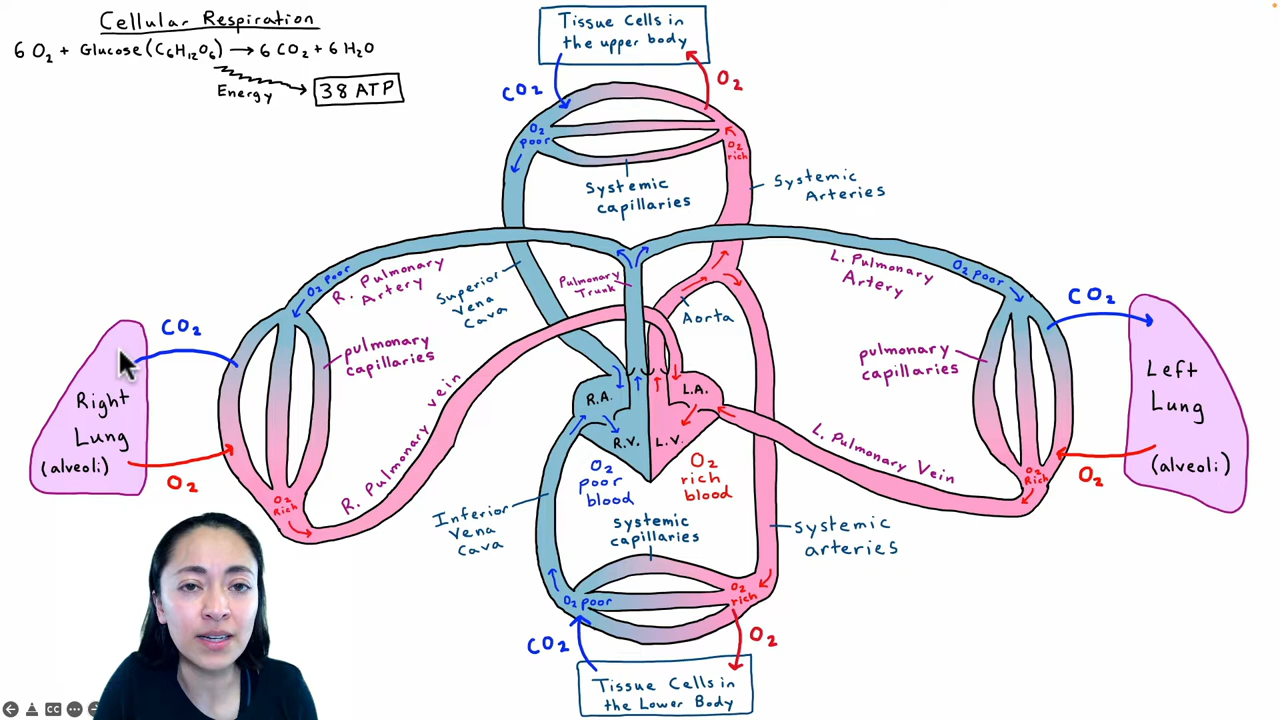 Cellular Respiration
6 O₂ + Glucose (C₆H₁₂O₆) → 6 CO₂ + 6 H₂O
Energy
38 ATP
Tissue Cells in
the upper body
CO₂
O₂
O₂
poor
O₂
rich
Systemic
capillaries
Systemic
Arteries
O₂ Poor
R. Pulmonary
Artery
Superior
Vena
Cava
Pulmonary
Trunk
Aorta
L. Pulmonary
Artery
O₂ Poor
CO₂
CO₂
Right
Lung
(alveoli)
O₂
pulmonary
capillaries
R. Pulmonary vein
O₂
Rich
R.A.
L.A.
R.V.
L.V.
O₂
poor
blood
O₂
rich
blood
pulmonary
capillaries
L. Pulmonary Vein
O₂
Rich
Left
Lung
(alveoli)
O₂
Inferior
Vena
Cava
systemic
capillaries
systemic
arteries
O₂ poor
O₂
rich
CO₂
O₂
Tissue Cells in
the Lower Body
CC